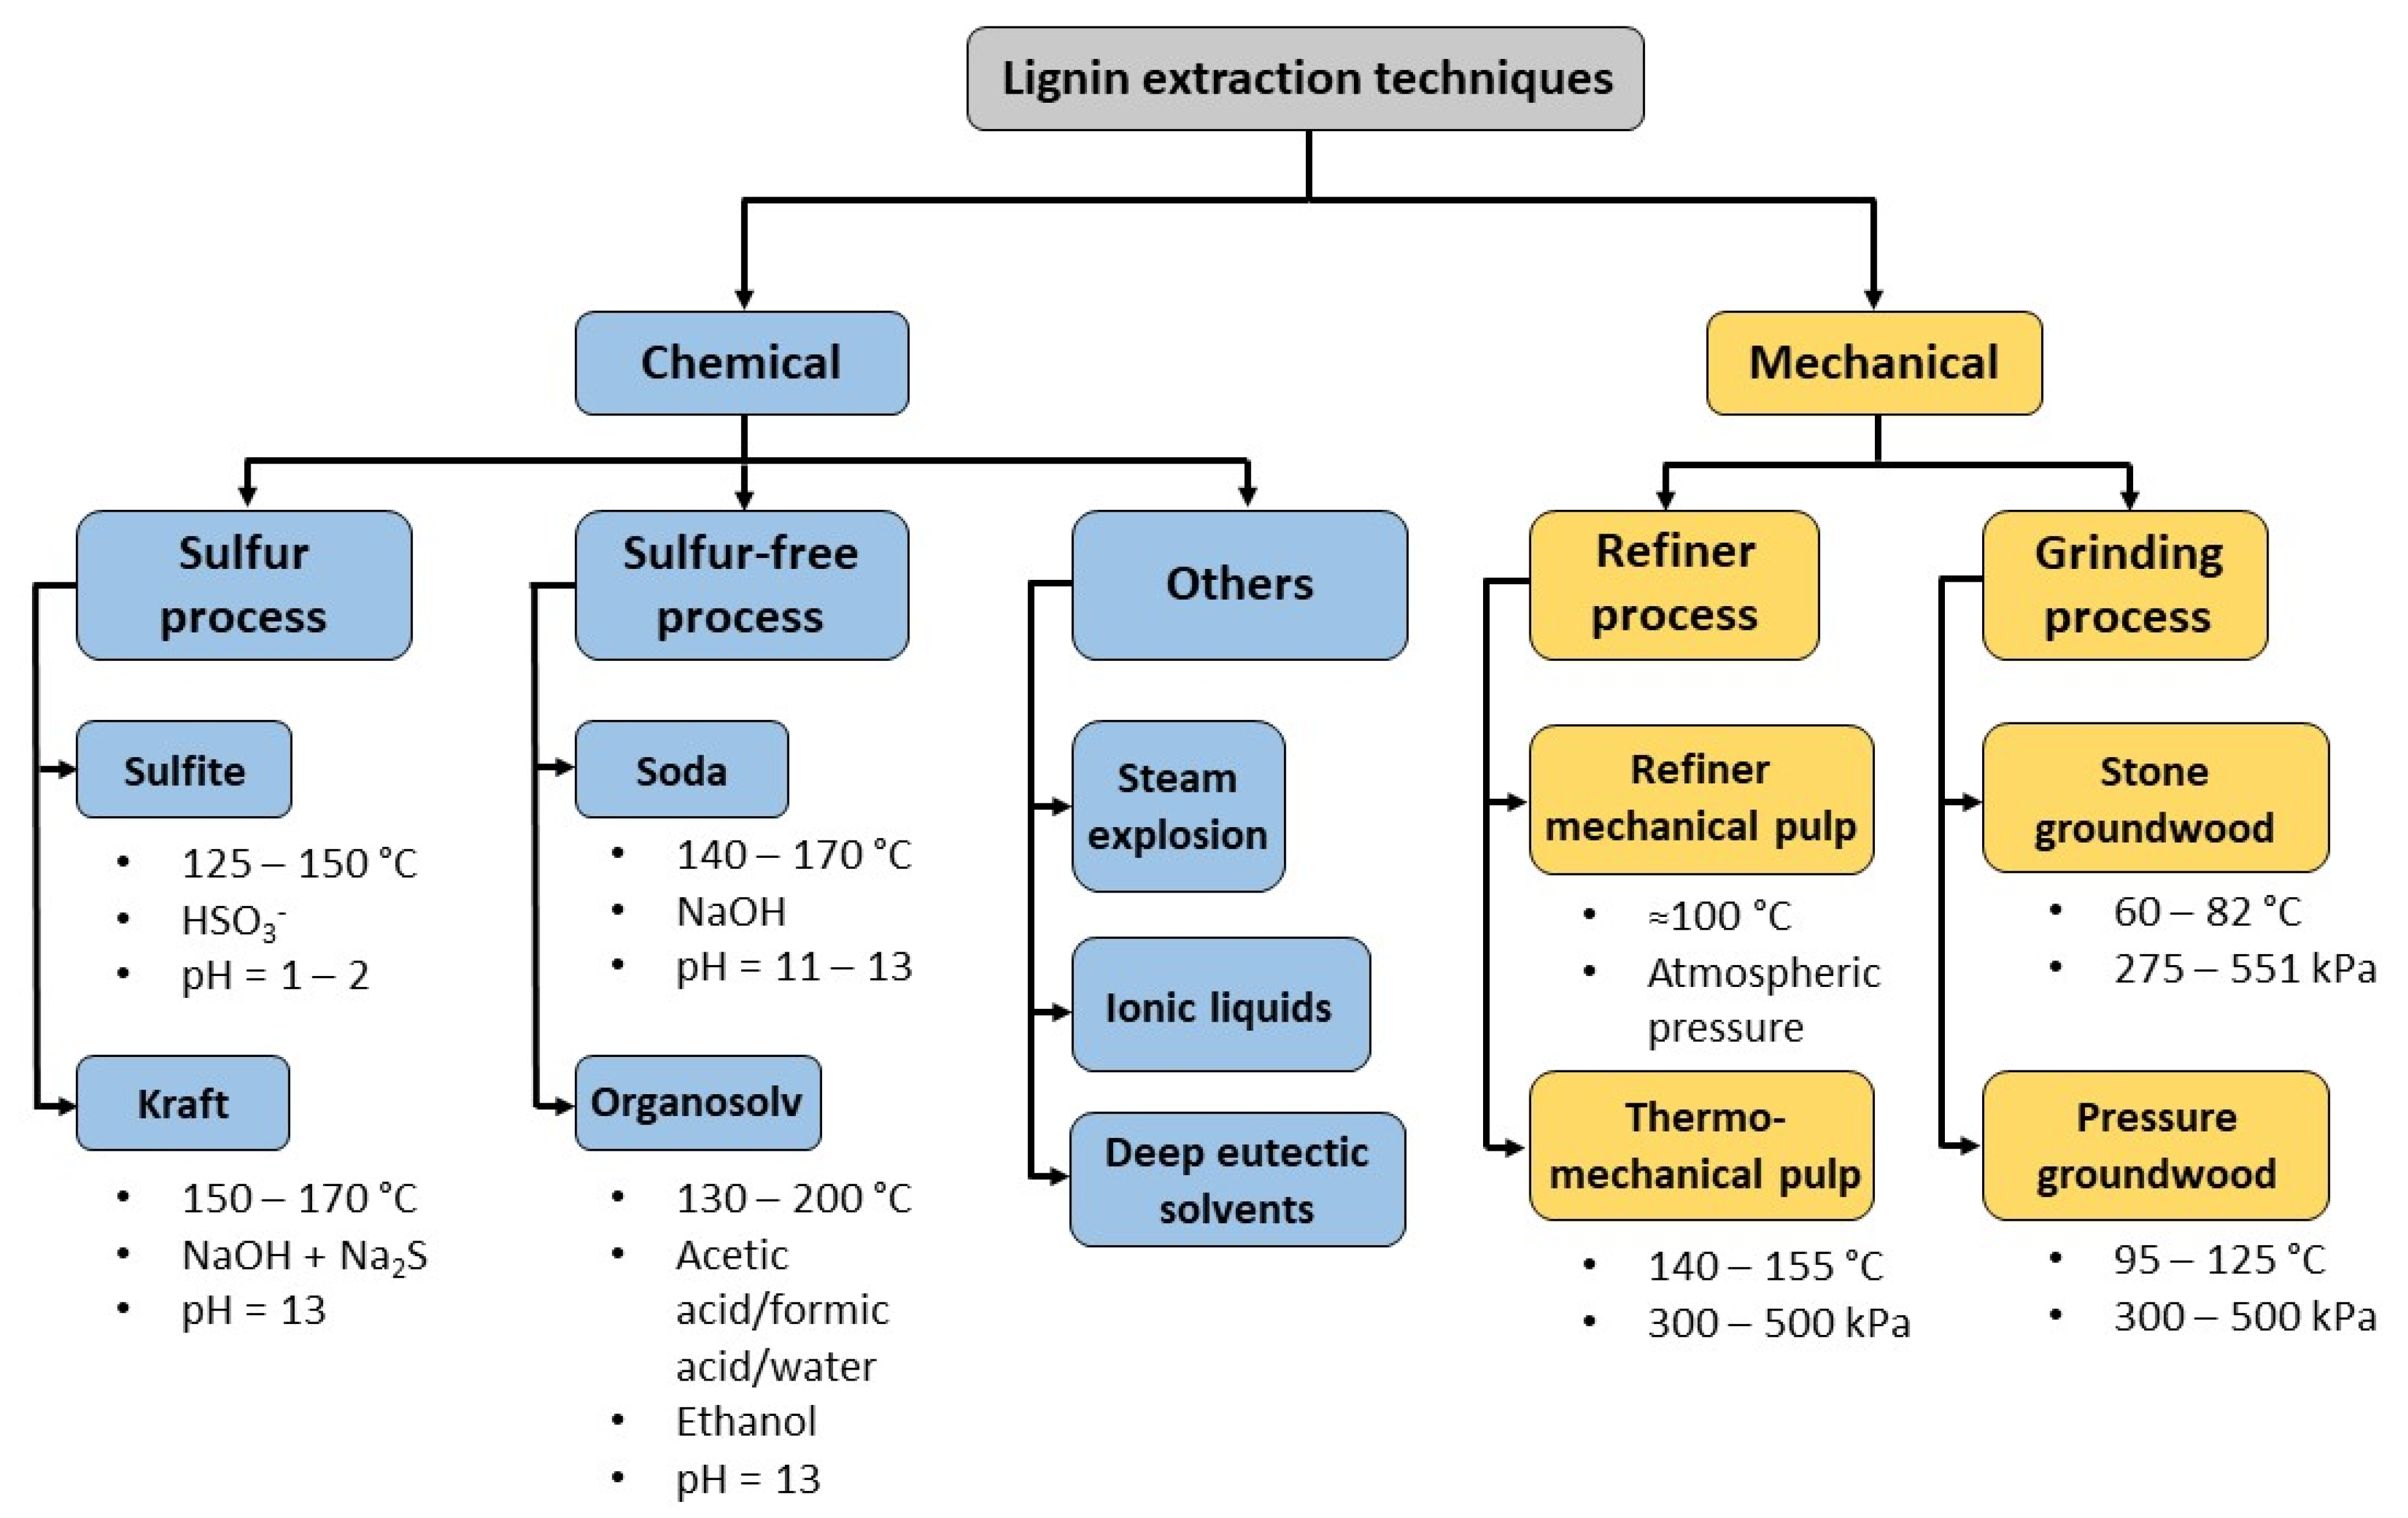 Lignin extraction techniques
Chemical
Mechanical
Sulfur
process
Sulfur-free
process
Others
Refiner
process
Grinding
process
Sulfite
• 125 – 150 °C
• HSO₃⁻
• pH = 1 – 2
Kraft
• 150 – 170 °C
• NaOH + Na₂S
• pH = 13
Soda
• 140 – 170 °C
• NaOH
• pH = 11 – 13
Organosolv
• 130 – 200 °C
• Acetic
acid/formic
acid/water
• Ethanol
• pH = 13
Steam
explosion
Ionic liquids
Deep eutectic
solvents
Refiner
mechanical pulp
• ≈100 °C
• Atmospheric
pressure
Thermo-
mechanical pulp
• 140 – 155 °C
• 300 – 500 kPa
Stone
groundwood
• 60 – 82 °C
• 275 – 551 kPa
Pressure
groundwood
• 95 – 125 °C
• 300 – 500 kPa